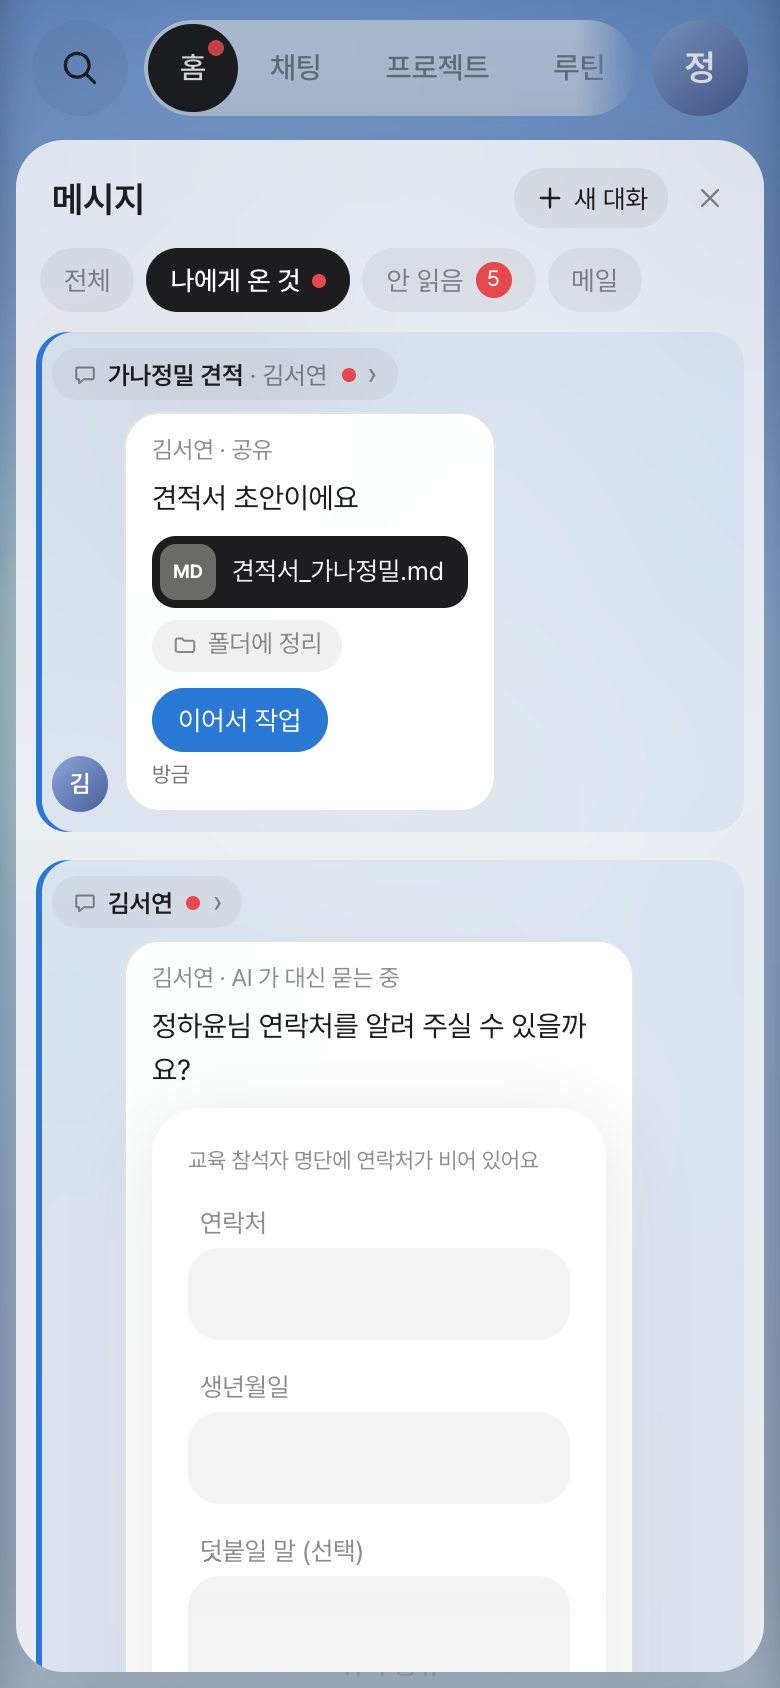 홈
채팅
프로젝트
루틴
정
메시지
+ 새 대화
전체
나에게 온 것
안 읽음 5
메일
가나정밀 견적 · 김서연
김서연 · 공유
견적서 초안이에요
MD 견적서_가나정밀.md
폴더에 정리
이어서 작업
방금
김
김서연
김서연 · AI 가 대신 묻는 중
정하윤님 연락처를 알려 주실 수 있을까
요?
교육 참석자 명단에 연락처가 비어 있어요
연락처
생년월일
덧붙일 말 (선택)